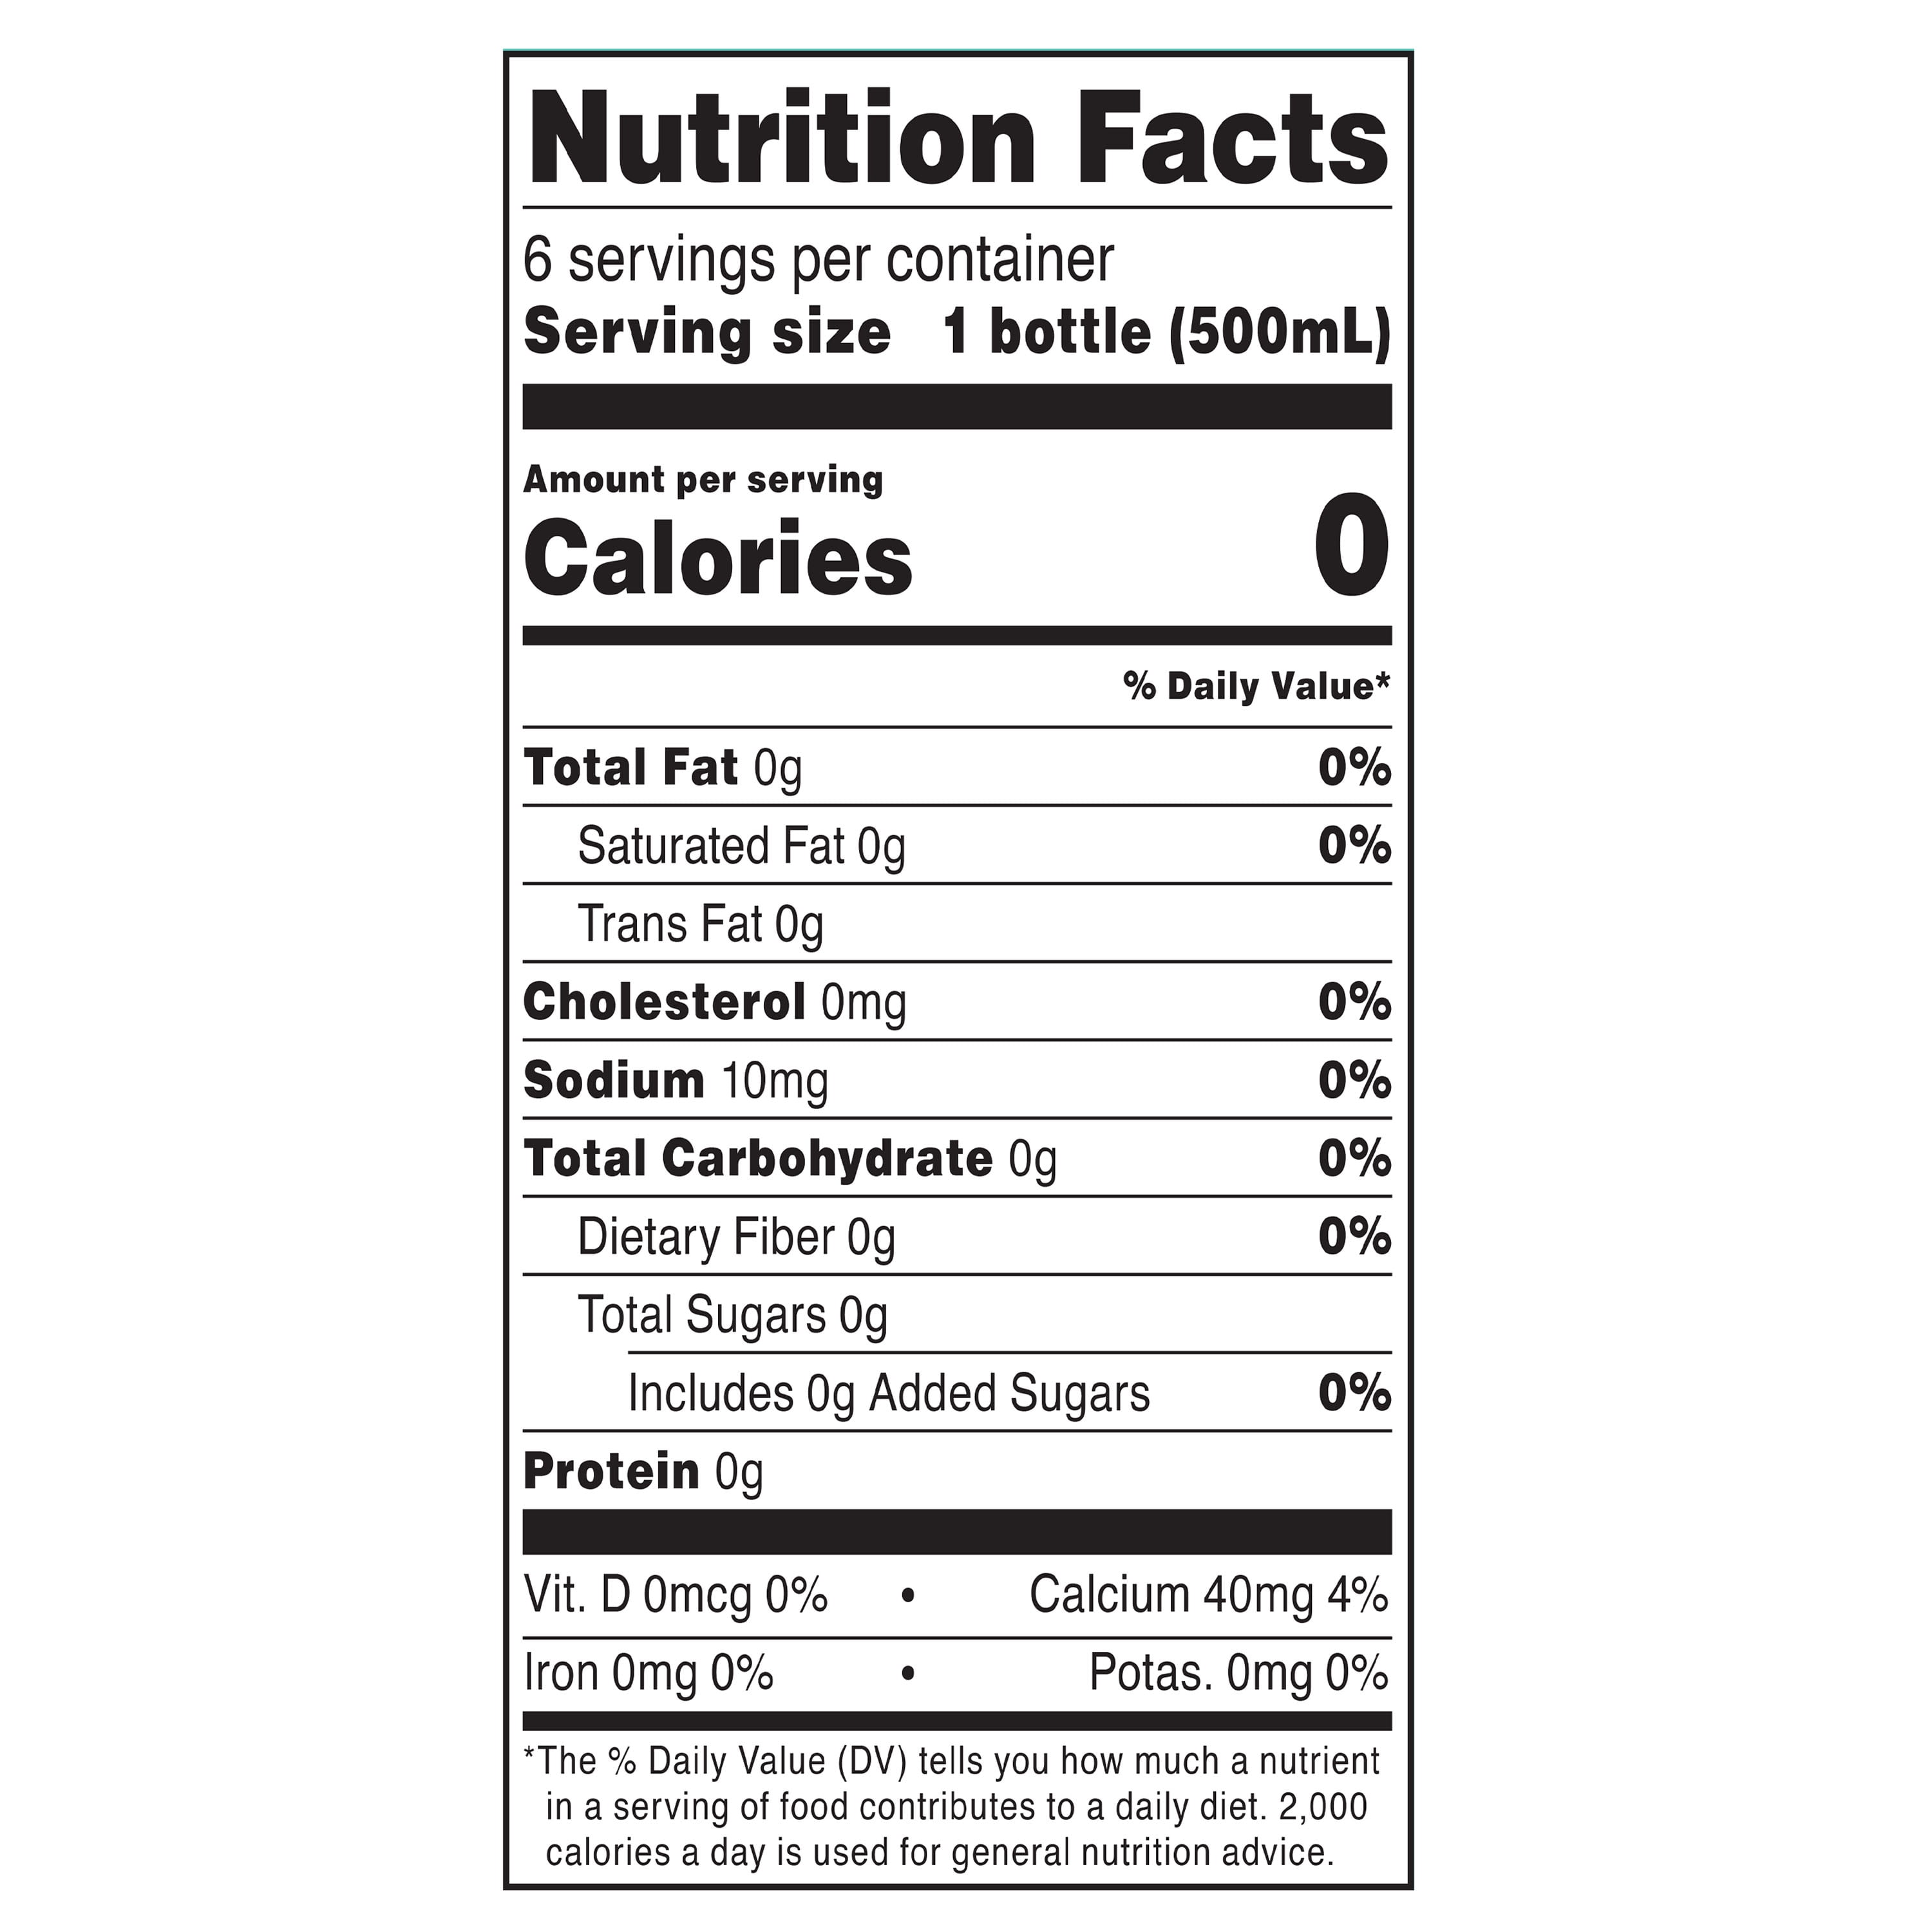 Nutrition Facts
6 servings per container
Serving size 1 bottle (500mL)
Amount per serving
Calories 0
% Daily Value*
Total Fat 0g 0%
Saturated Fat 0g 0%
Trans Fat 0g
Cholesterol 0mg 0%
Sodium 10mg 0%
Total Carbohydrate 0g 0%
Dietary Fiber 0g 0%
Total Sugars 0g
Includes 0g Added Sugars 0%
Protein 0g
Vit. D 0mcg 0% • Calcium 40mg 4%
Iron 0mg 0% • Potas. 0mg 0%
*The % Daily Value (DV) tells you how much a nutrient
in a serving of food contributes to a daily diet. 2,000
calories a day is used for general nutrition advice.